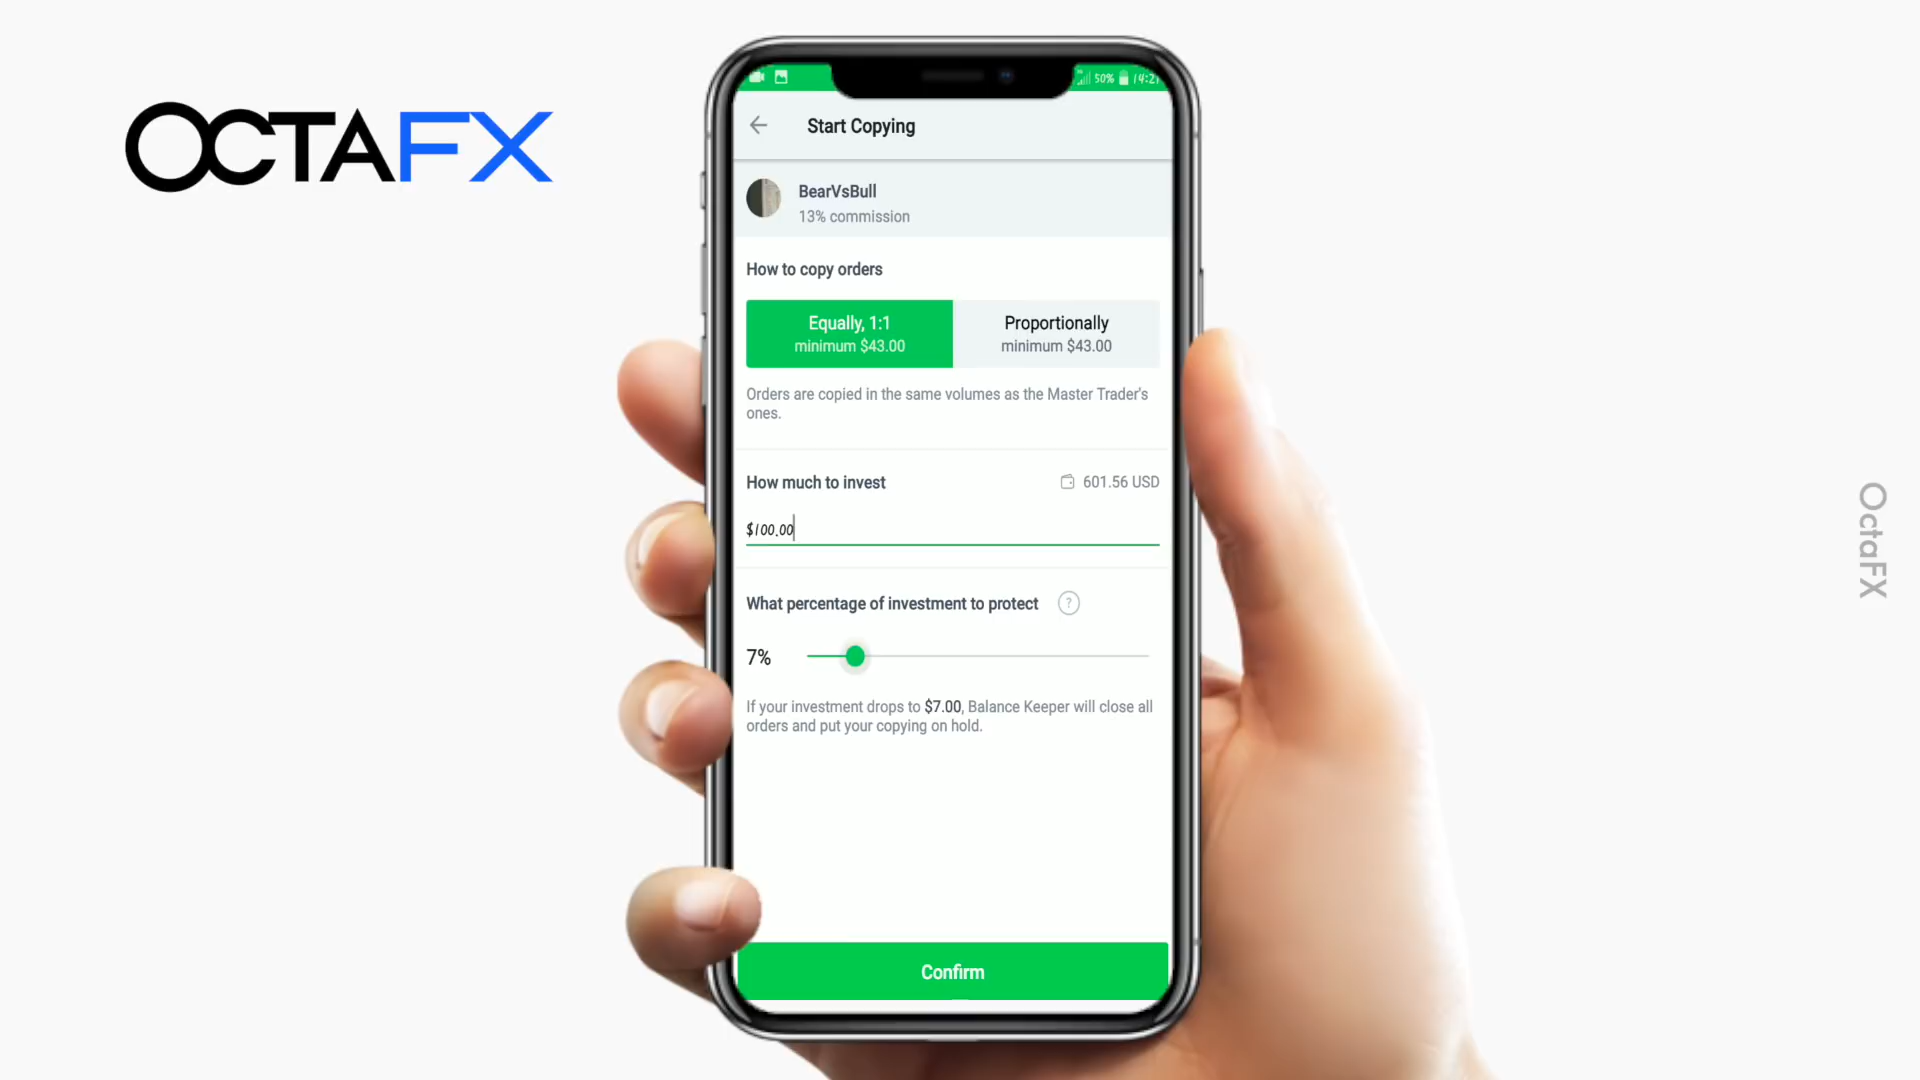 OCTAFX
50% 14:21
Start Copying
BearVsBull
13% commission
How to copy orders
Equally, 1:1
minimum $43.00
Proportionally
minimum $43.00
Orders are copied in the same volumes as the Master Trader's
ones.
How much to invest
601.56 USD
$100.00
What percentage of investment to protect ?
7%
If your investment drops to $7.00, Balance Keeper will close all
orders and put your copying on hold.
Confirm
OctaFX